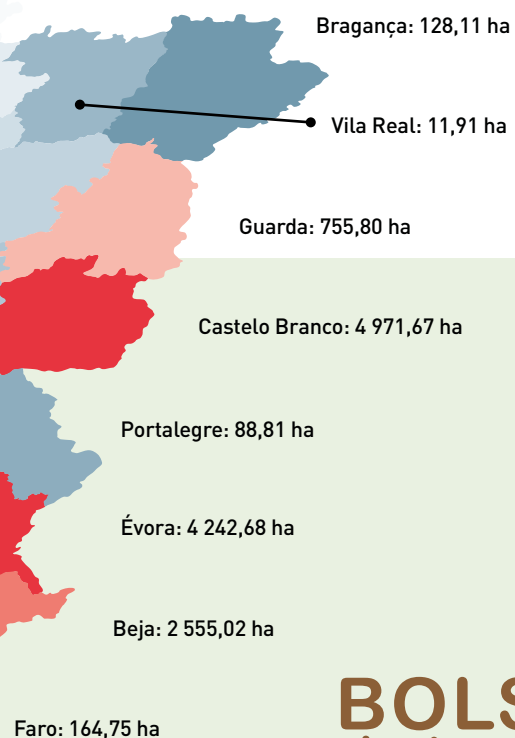 Bragança: 128,11 ha
Vila Real: 11,91 ha
Guarda: 755,80 ha
Castelo Branco: 4 971,67 ha
Portalegre: 88,81 ha
Évora: 4 242,68 ha
Beja: 2 555,02 ha
BOLS
Faro: 164,75 ha